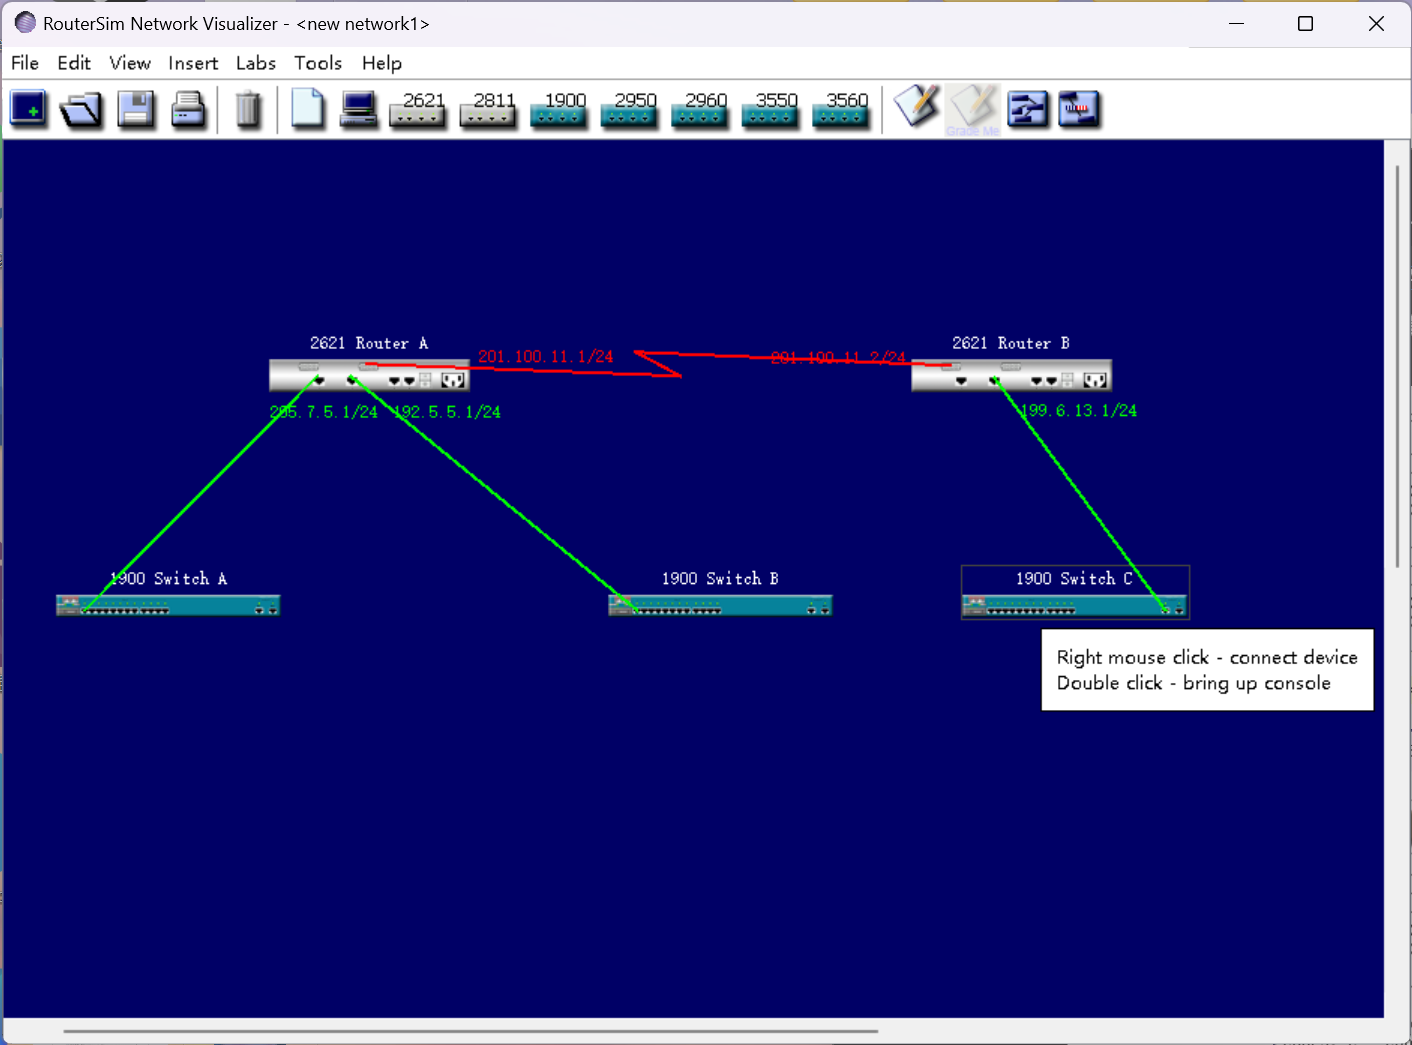 RouterSim Network Visualizer - <new network1>
File Edit View Insert Labs Tools Help
2621 2811 1900 2950 2960 3550 3560
Grade Me
2621 Router A
2621 Router B
201.100.11.1/24
201.100.11.2/24
205.7.5.1/24
192.5.5.1/24
199.6.13.1/24
1900 Switch A
1900 Switch B
1900 Switch C
Right mouse click - connect device
Double click - bring up console